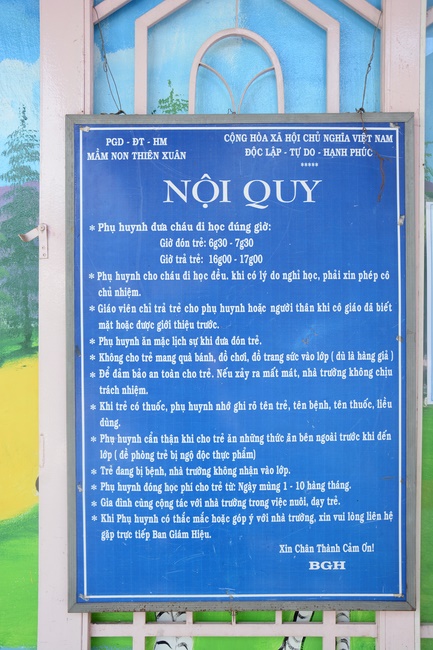 PGD - ĐT - HM
MẦM NON THIÊN XUÂN
CỘNG HÒA XÃ HỘI CHỦ NGHĨA VIỆT NAM
ĐỘC LẬP - TỰ DO - HẠNH PHÚC
*****
NỘI QUY
* Phụ huynh đưa cháu đi học đúng giờ:
Giờ đón trẻ: 6g30 - 7g30
Giờ trả trẻ: 16g00 - 17g00
* Phụ huynh cho cháu đi học đều. khi có lý do nghỉ học, phải xin phép cô
chủ nhiệm.
* Giáo viên chỉ trả trẻ cho phụ huynh hoặc người thân khi cô giáo đã biết
mặt hoặc được giới thiệu trước.
* Phụ huynh ăn mặc lịch sự khi đưa đón trẻ.
* Không cho trẻ mang quà bánh, đồ chơi, đồ trang sức vào lớp ( dù là hàng giả )
* Để đảm bảo an toàn cho trẻ. Nếu xảy ra mất mát, nhà trường không chịu
trách nhiệm.
* Khi trẻ có thuốc, phụ huynh nhớ ghi rõ tên trẻ, tên bệnh, tên thuốc, liều
dùng.
* Phụ huynh cẩn thận khi cho trẻ ăn những thức ăn bên ngoài trước khi đến
lớp ( đề phòng trẻ bị ngộ độc thực phẩm)
* Trẻ đang bị bệnh, nhà trường không nhận vào lớp.
* Phụ huynh đóng học phí cho trẻ từ: Ngày mùng 1 - 10 hàng tháng.
* Gia đình cùng cộng tác với nhà trường trong việc nuôi, dạy trẻ.
* Khi Phụ huynh có thắc mắc hoặc góp ý với nhà trường, xin vui lòng liên hệ
gặp trực tiếp Ban Giám Hiệu.
Xin Chân Thành Cảm Ơn!
BGH